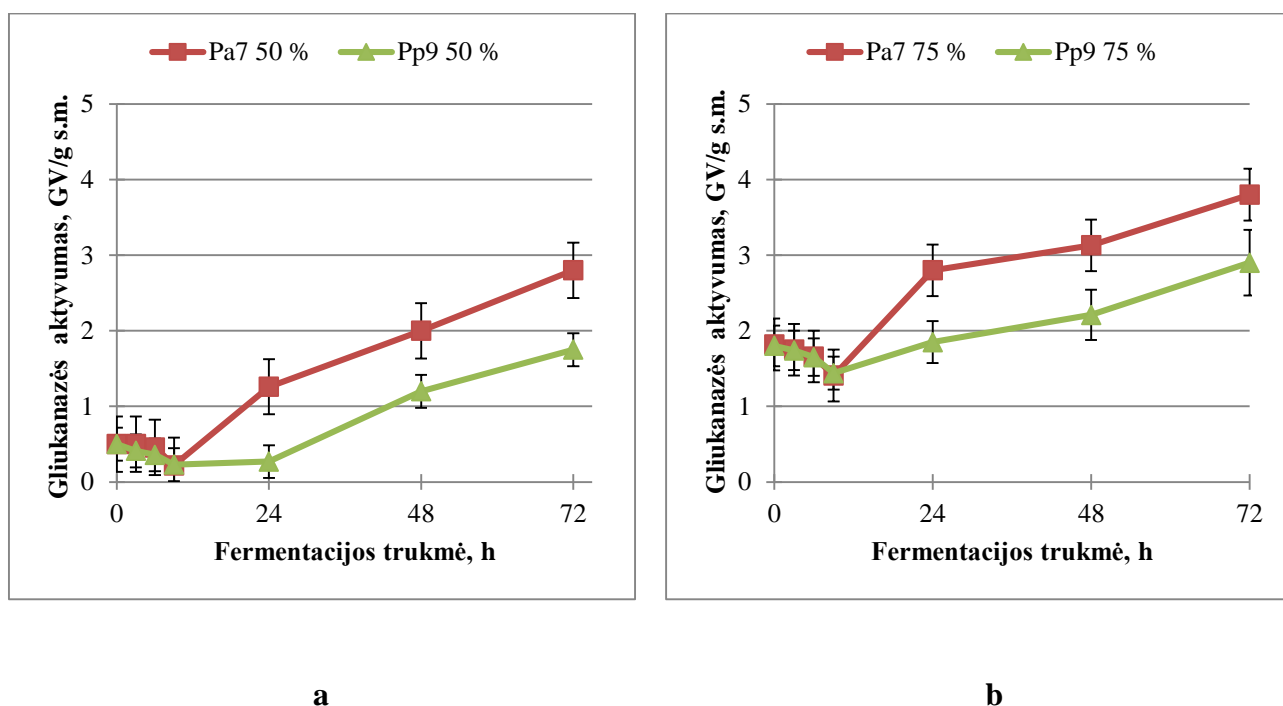 Pa7 50 % Pp9 50 %
Gliukanazės aktyvumas, GV/g s.m.
5
4
3
2
1
0
0 24 48 72
Fermentacijos trukmė, h
a
Pa7 75 % Pp9 75 %
Gliukanazės aktyvumas, GV/g s.m.
5
4
3
2
1
0
0 24 48 72
Fermentacijos trukmė, h
b